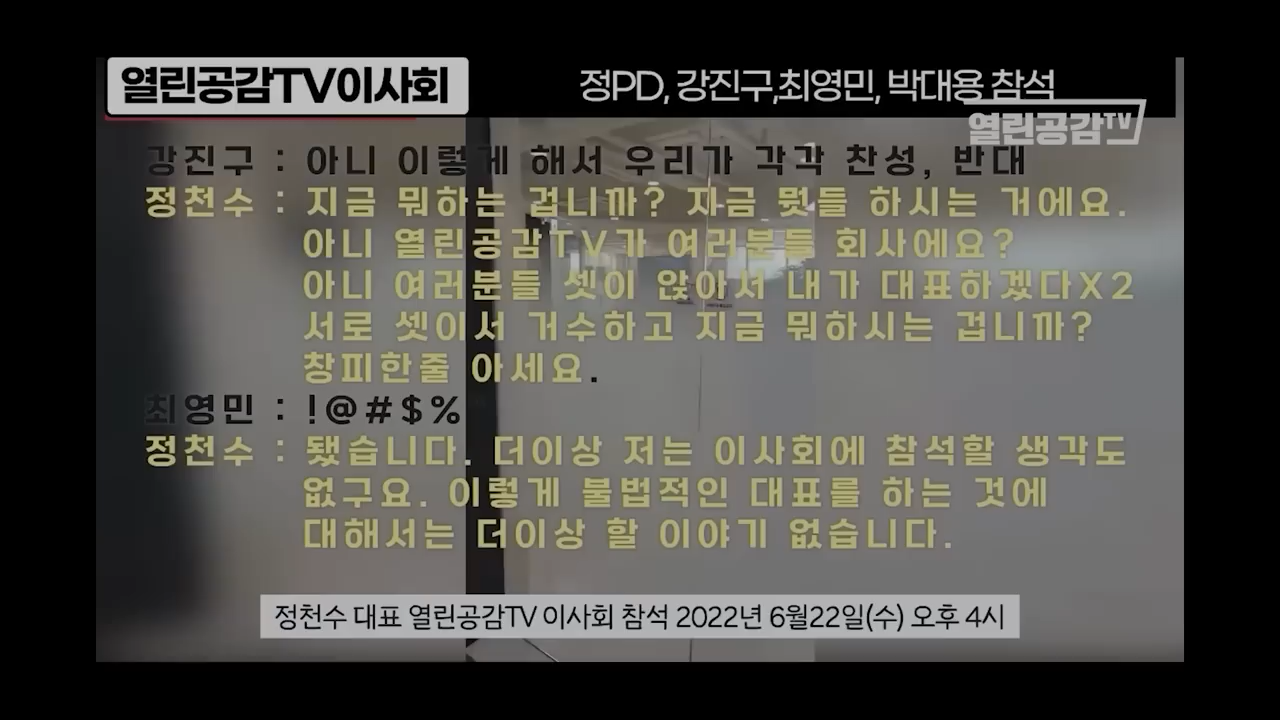 열린공감TV이사회
정PD, 강진구,최영민, 박대용 참석
열린공감TV
강진구 : 아니 이렇게 해서 우리가 각각 찬성, 반대
정천수 : 지금 뭐하는 겁니까? 지금 뭣들 하시는 거에요.
아니 열린공감TV가 여러분들 회사에요?
아니 여러분들 셋이 앉아서 내가 대표하겠다X2
서로 셋이서 거수하고 지금 뭐하시는 겁니까?
창피한줄 아세요.
최영민 : !@#$%
정천수 : 됐습니다. 더이상 저는 이사회에 참석할 생각도
없구요. 이렇게 불법적인 대표를 하는 것에
대해서는 더이상 할 이야기 없습니다.
정천수 대표 열린공감TV 이사회 참석 2022년 6월22일(수) 오후 4시